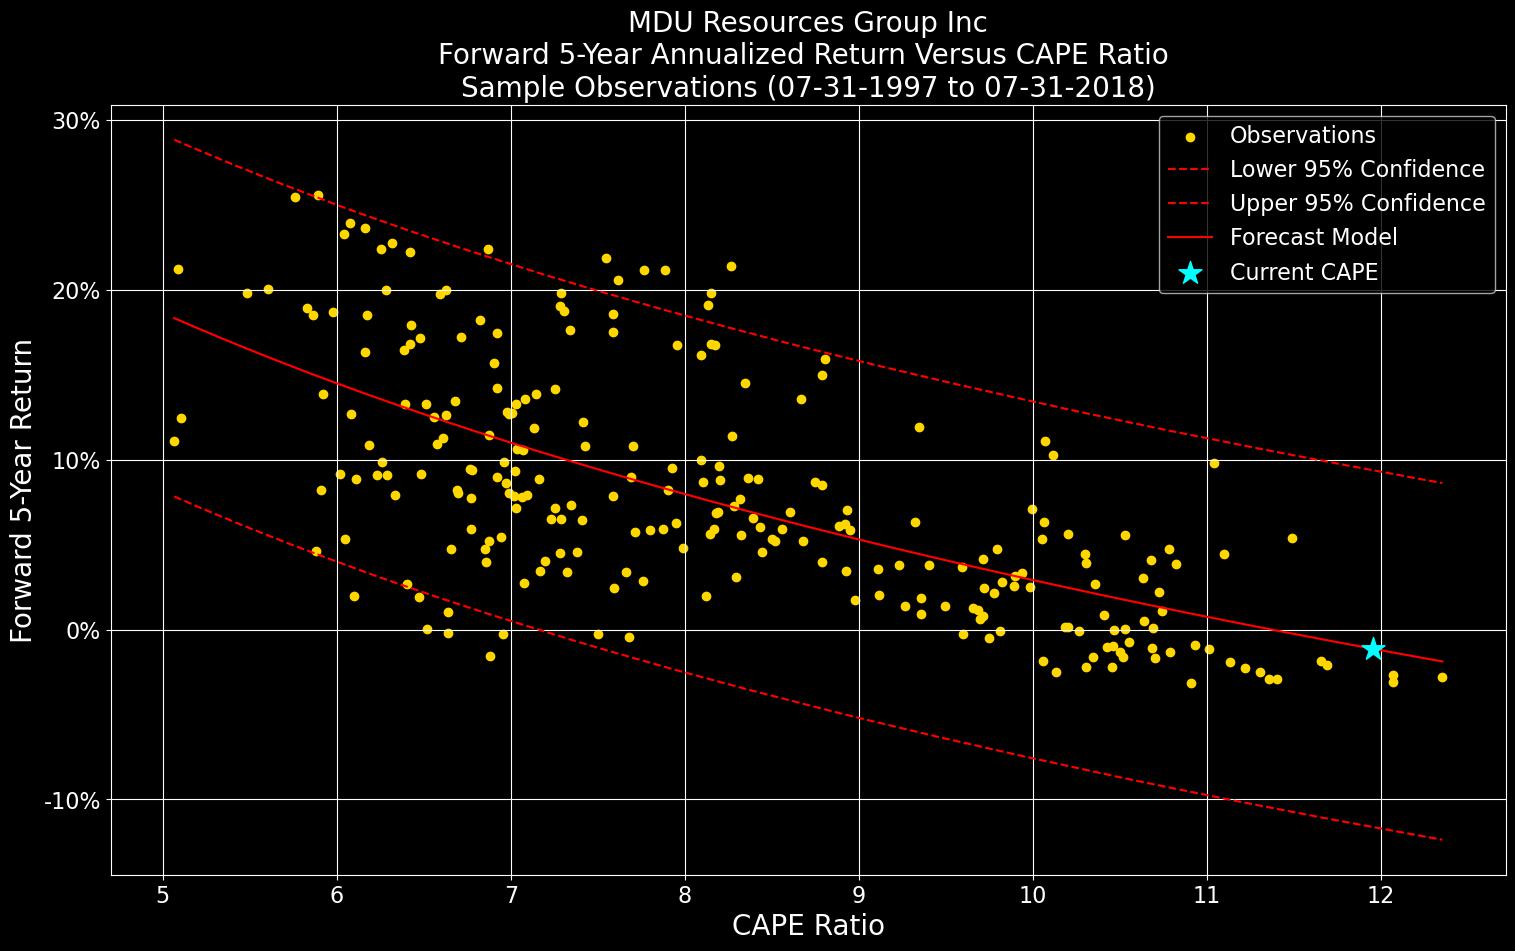 MDU Resources Group Inc
Forward 5-Year Annualized Return Versus CAPE Ratio
Sample Observations (07-31-1997 to 07-31-2018)
Observations
Lower 95% Confidence
Upper 95% Confidence
Forecast Model
Current CAPE
Forward 5-Year Return
30%
20%
10%
0%
-10%
5 6 7 8 9 10 11 12
CAPE Ratio